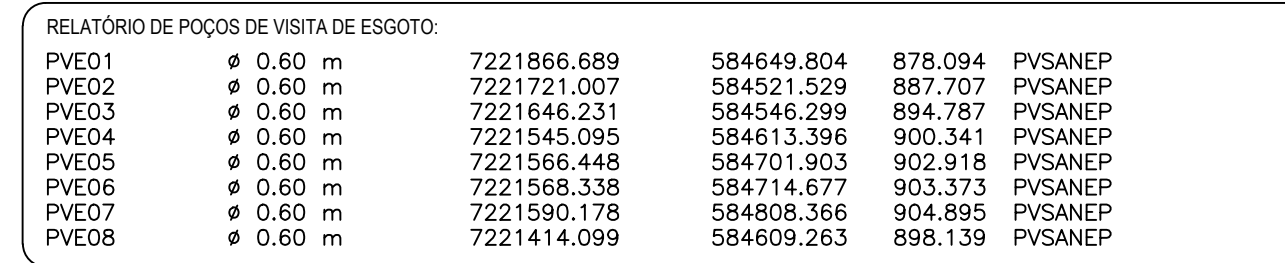 RELATÓRIO DE POÇOS DE VISITA DE ESGOTO:
PVE01 ø 0.60 m 7221866.689 584649.804 878.094 PVSANEP
PVE02 ø 0.60 m 7221721.007 584521.529 887.707 PVSANEP
PVE03 ø 0.60 m 7221646.231 584546.299 894.787 PVSANEP
PVE04 ø 0.60 m 7221545.095 584613.396 900.341 PVSANEP
PVE05 ø 0.60 m 7221566.448 584701.903 902.918 PVSANEP
PVE06 ø 0.60 m 7221568.338 584714.677 903.373 PVSANEP
PVE07 ø 0.60 m 7221590.178 584808.366 904.895 PVSANEP
PVE08 ø 0.60 m 7221414.099 584609.263 898.139 PVSANEP